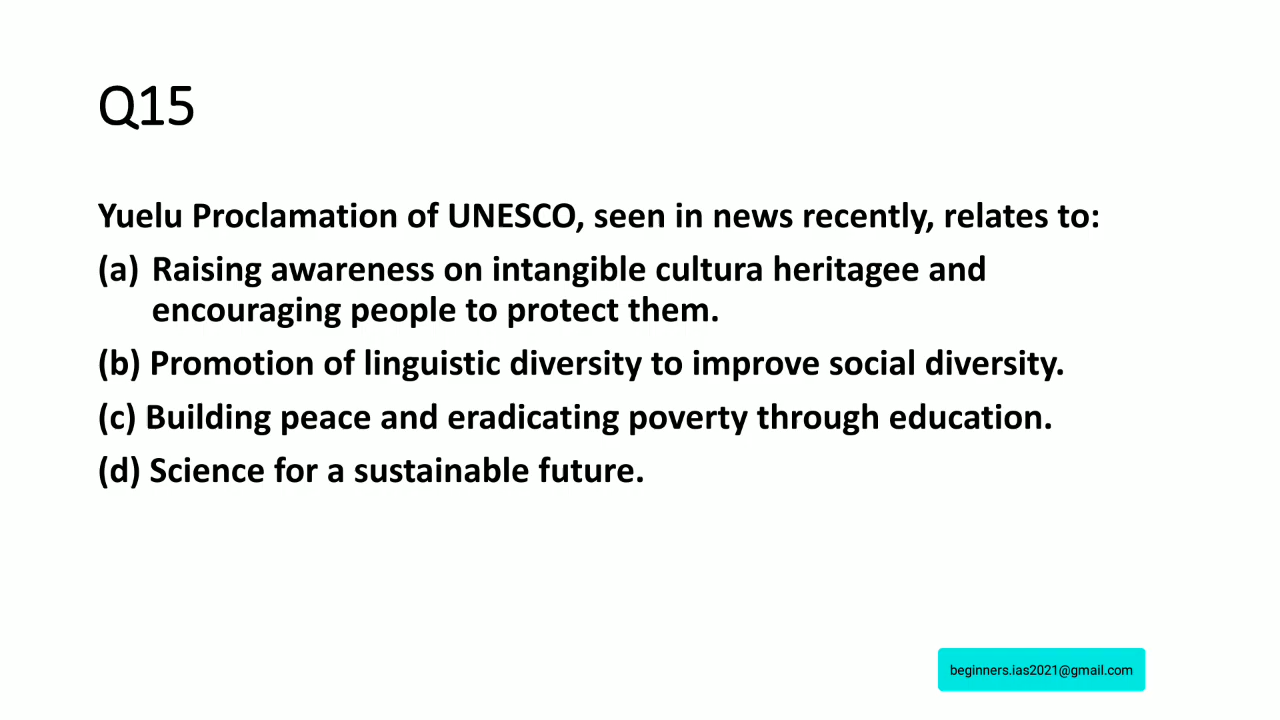 Q15
Yuelu Proclamation of UNESCO, seen in news recently, relates to:
(a) Raising awareness on intangible cultura heritagee and
encouraging people to protect them.
(b) Promotion of linguistic diversity to improve social diversity.
(c) Building peace and eradicating poverty through education.
(d) Science for a sustainable future.
beginners.ias2021@gmail.com